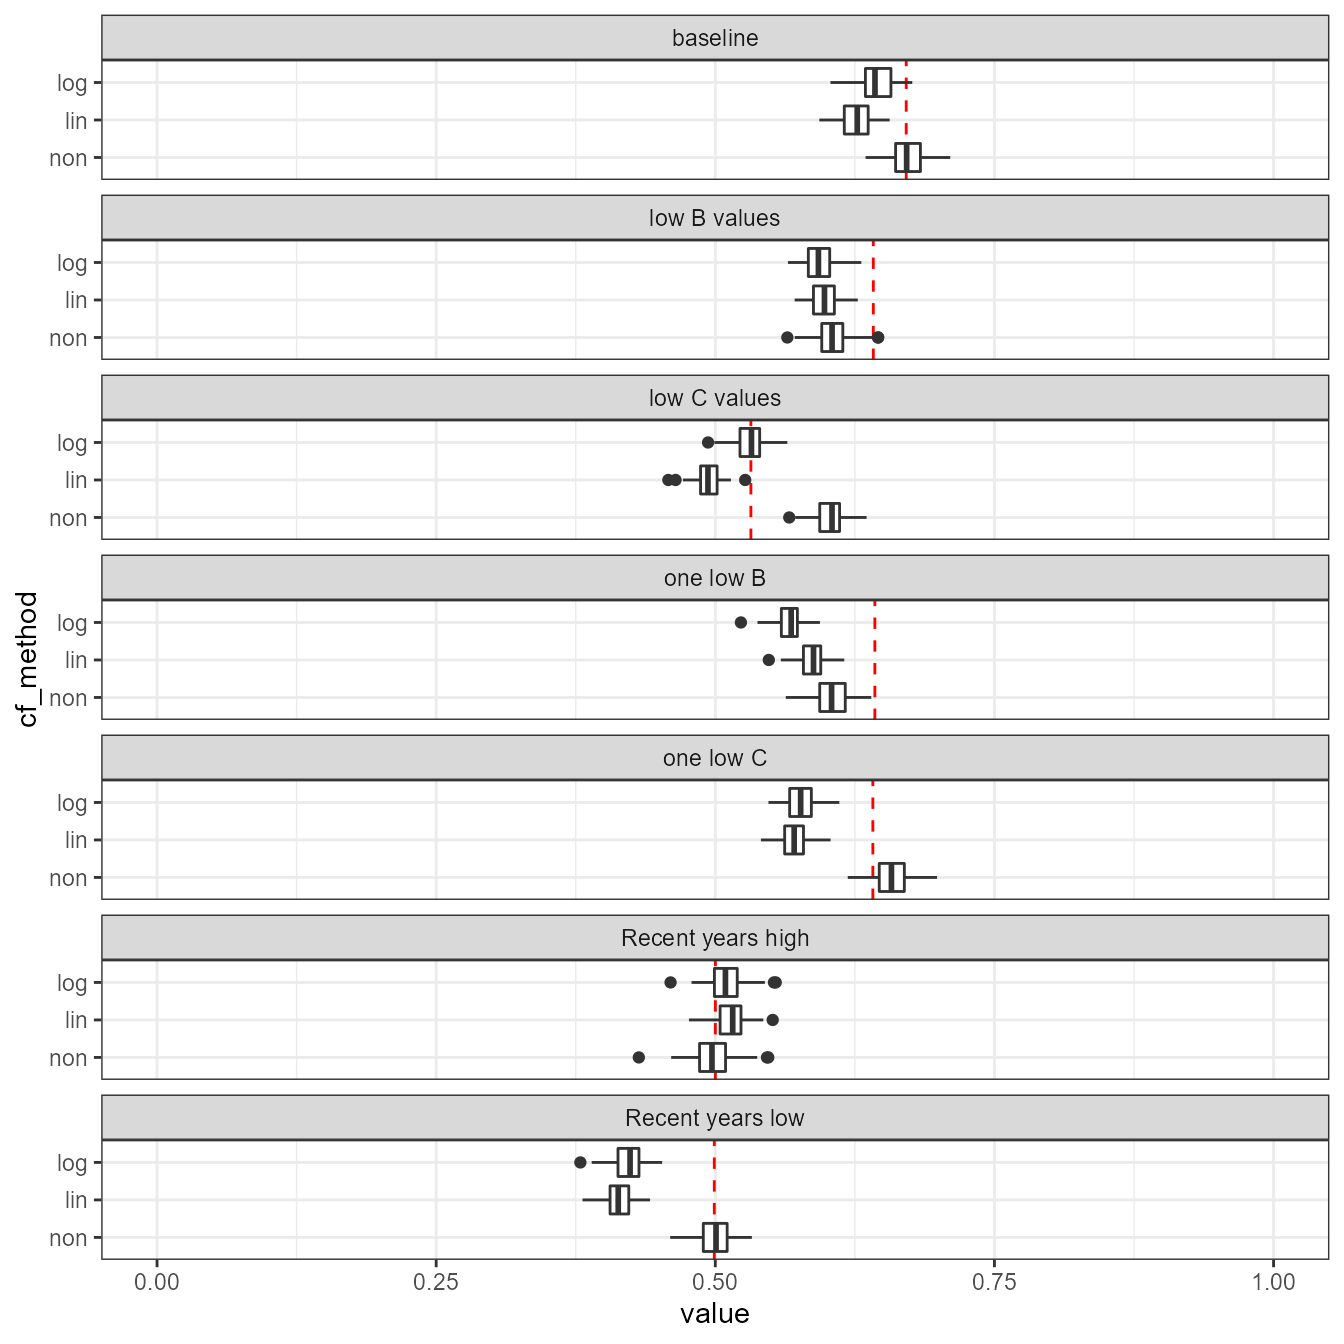 baseline
log
lin
non
low B values
log
lin
non
low C values
log
lin
non
one low B
log
lin
non
one low C
log
lin
non
Recent years high
log
lin
non
Recent years low
log
lin
non
0.00 0.25 0.50 0.75 1.00
value
cf_method